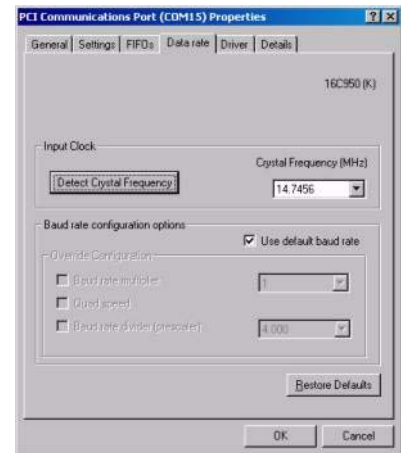 PCI Communications Port (COM15) Properties
General Settings FIFOs Data rate Driver Details
16C950 (K)
Input Clock
Crystal Frequency (MHz)
Detect Crystal Frequency
14.7456
Baud rate configuration options
Use default baud rate
Override Configuration
Baud rate multiplier
1
Quad speed
Baud rate divider (prescaler)
4.000
Restore Defaults
OK Cancel